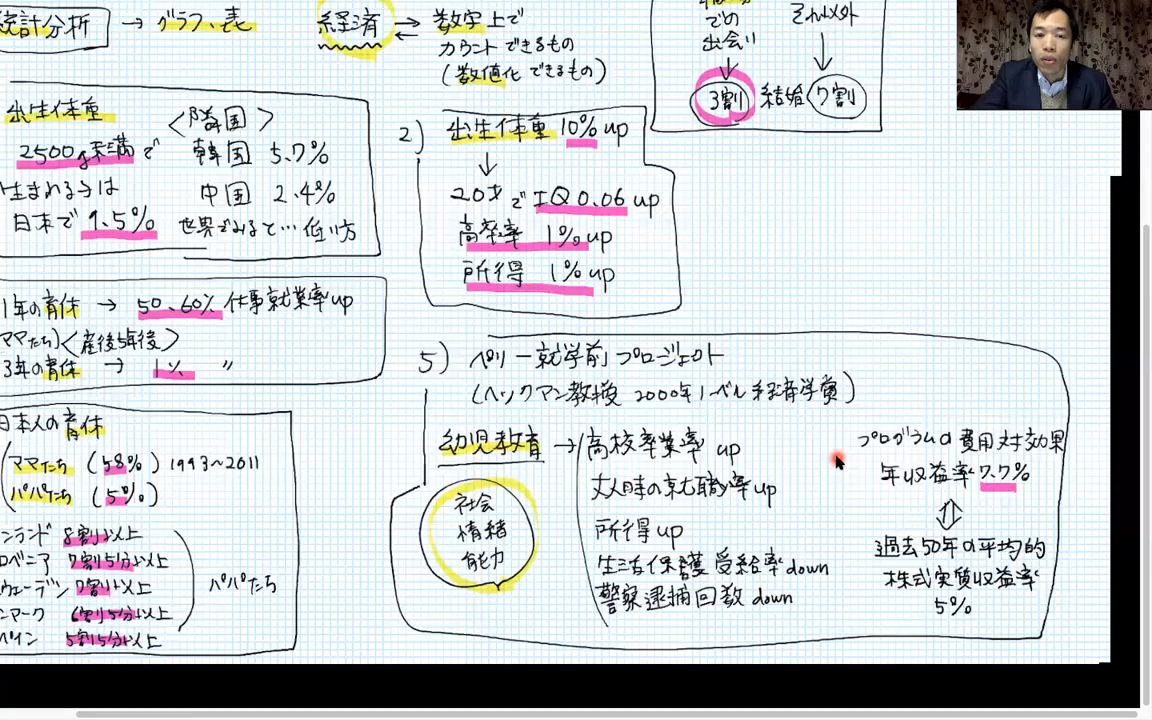 統計分析 → グラフ、表
経済 ⇄ 数字上で
カウントできるもの
(数値化できるもの)
での
出会い
それ以外
3割 結婚 7割
出生体重
2500g未満で
生まれる子は
日本で 9.5%
<隣国>
韓国 5.7%
中国 2.4%
世界でみると…低い方
2) 出生体重 10% up
↓
20才で IQ 0.06 up
高卒率 1% up
所得 1% up
1年の育休 → 50、60% 仕事就業率up
ママたち <産後5年後>
3年の育休 → 1% 〃
日本人の育休
ママたち (58%) 1993~2011
パパたち (5%)
ンランド 8割以上
ロベニア 7割5分以上
ウェーデン 7割以上
ンマーク 6割5分以上
ペイン 5割5分以上
パパたち
5) ペリー就学前プロジェクト
(ヘックマン教授 2000年ノーベル経済学賞)
幼児教育 →
社会
情緒
能力
高校卒業率 up
大人時の就職率up
所得up
生活保護受給率down
警察逮捕回数 down
プログラムの費用対効果
年収益率7.7%
⇕
過去50年の平均的
株式実質収益率
5%